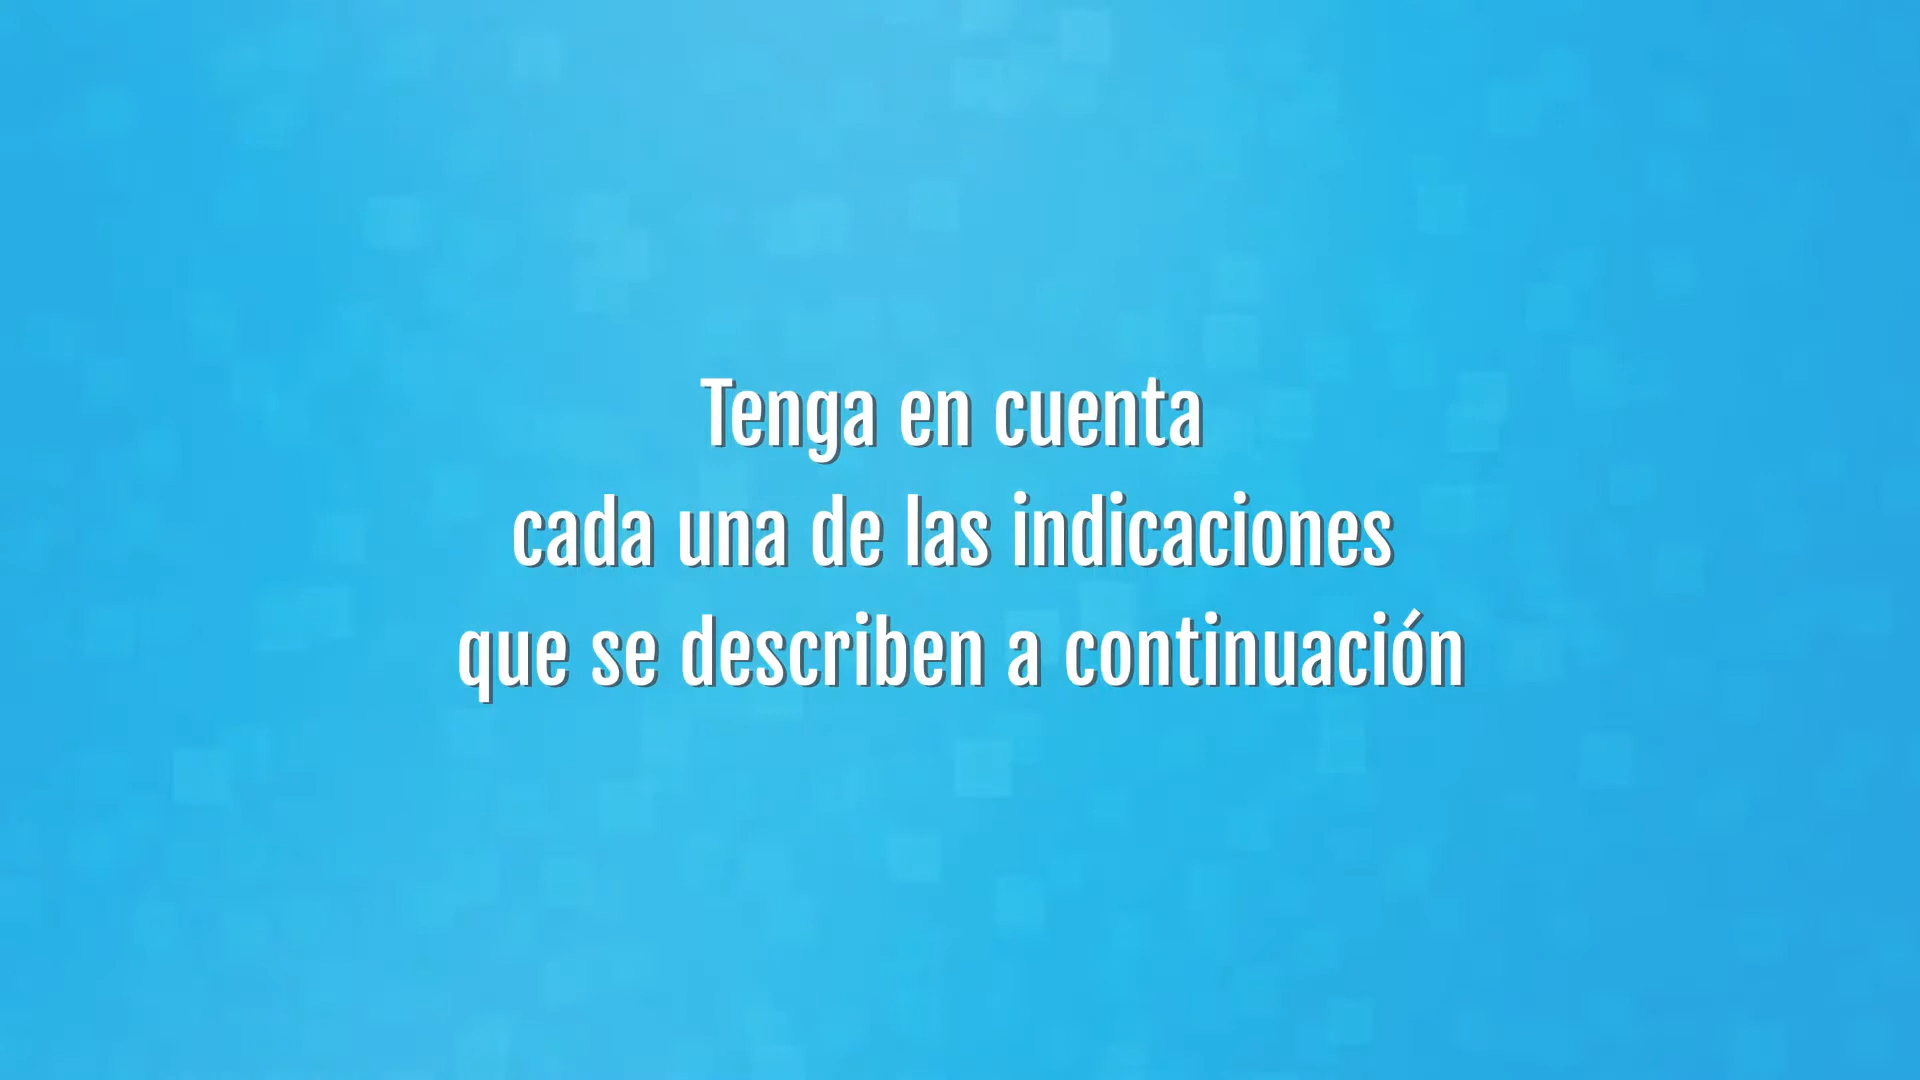 Tenga en cuenta
cada una de las indicaciones
que se describen a continuación